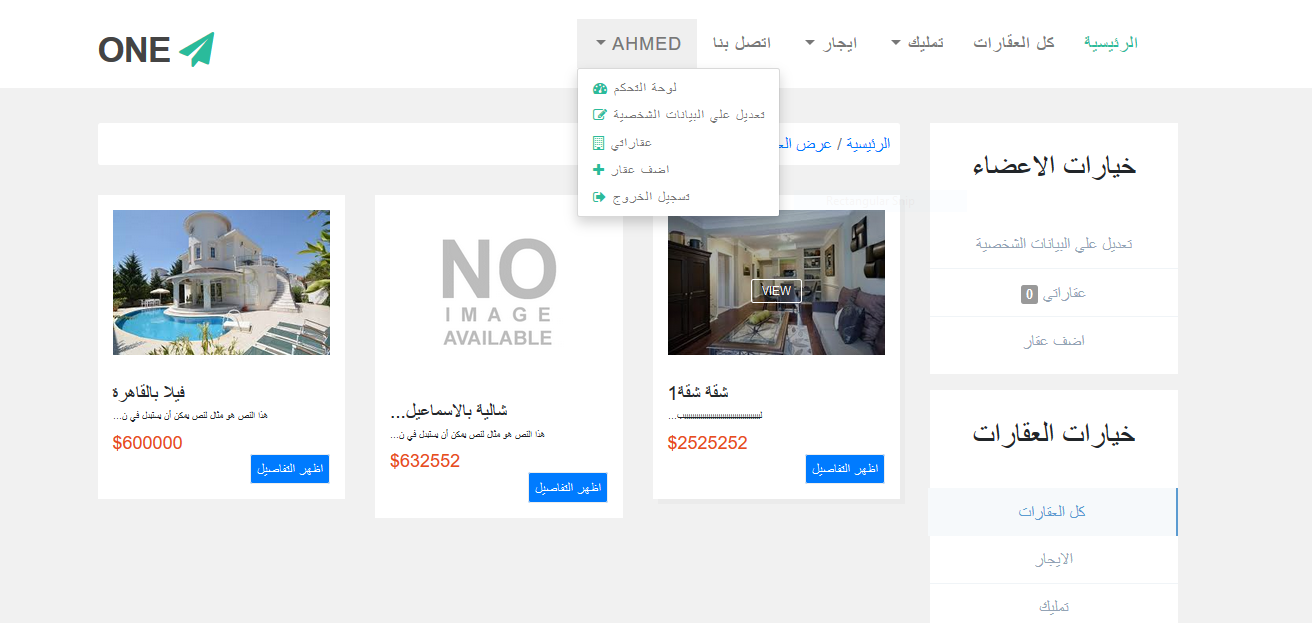 ONE
الرئيسية
كل العقارات
تمليك
ايجار
اتصل بنا
AHMED
لوحة التحكم
تعديل علي البيانات الشخصية
عقاراتي
اضف عقار
تسجيل الخروج
الرئيسية / عرض
خيارات الاعضاء
تعديل علي البيانات الشخصية
عقاراتي 0
اضف عقار
خيارات العقارات
كل العقارات
الايجار
تمليك
VIEW
شقة شقة1
$2525252
اظهر التفاصيل
NO
IMAGE
AVAILABLE
شالية بالاسماعيل...
هذا النص هو مثال لنص يمكن أن يستبدل في ن...
$632552
اظهر التفاصيل
فيلا بالقاهرة
هذا النص هو مثال لنص يمكن أن يستبدل في ن...
$600000
اظهر التفاصيل